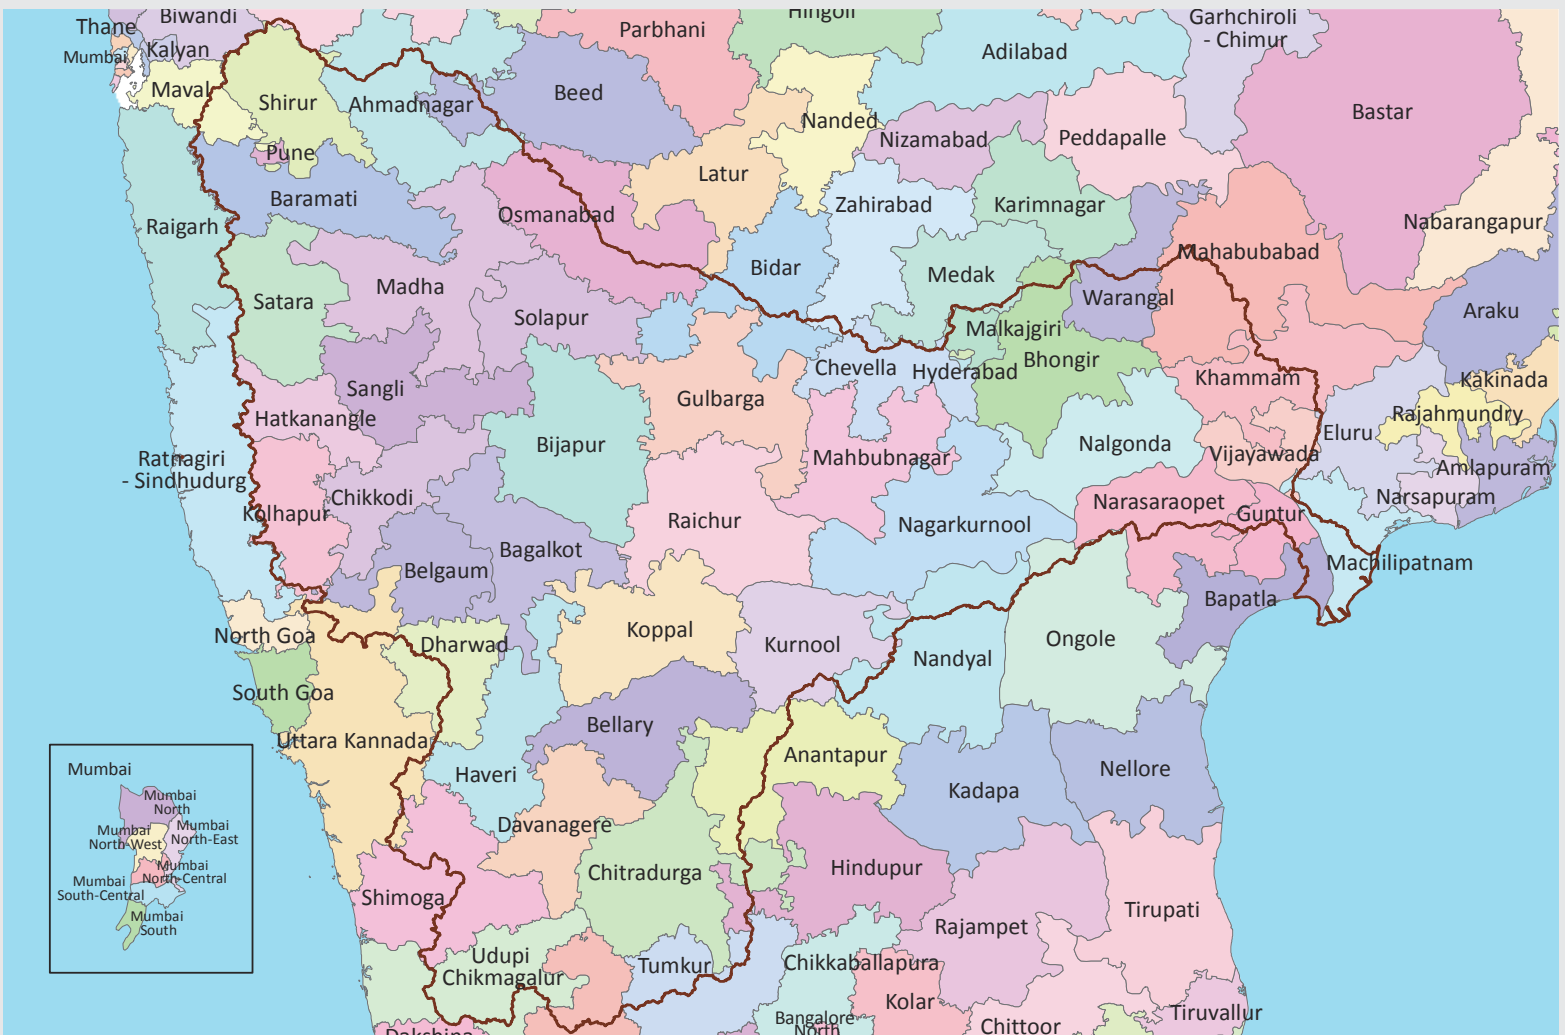 Biwandi
Thane
Kalyan
Mumbai
Maval
Shirur
Pune
Ahmadnagar
Beed
Parbhani
Hingoli
Garhchiroli
- Chimur
Adilabad
Bastar
Nanded
Nizamabad
Peddapalle
Latur
Baramati
Raigarh
Osmanabad
Zahirabad
Karimnagar
Nabarangapur
Mahabubabad
Bidar
Medak
Madha
Satara
Warangal
Araku
Solapur
Malkajgiri
Bhongir
Chevella
Hyderabad
Khammam
Kakinada
Sangli
Gulbarga
Hatkanangle
Rajahmundry
Bijapur
Nalgonda
Vijayawada
Eluru
Ratnagiri
- Sindhudurg
Mahbubnagar
Amlapuram
Chikkodi
Narsapuram
Kolhapur
Raichur
Nagarkurnool
Narasaraopet
Guntur
Bagalkot
Belgaum
Machilipatnam
Bapatla
North Goa
Dharwad
Koppal
Kurnool
Nandyal
Ongole
South Goa
Uttara Kannada
Bellary
Anantapur
Haveri
Kadapa
Nellore
Davanagere
Chitradurga
Hindupur
Shimoga
Rajampet
Tirupati
Udupi
Chikmagalur
Tumkur
Chikkaballapura
Kolar
Bangalore
North
Chittoor
Tiruvallur
Dakshina
Mumbai
Mumbai
North
Mumbai
North-West
Mumbai
North-East
Mumbai
North-Central
Mumbai
South-Central
Mumbai
South